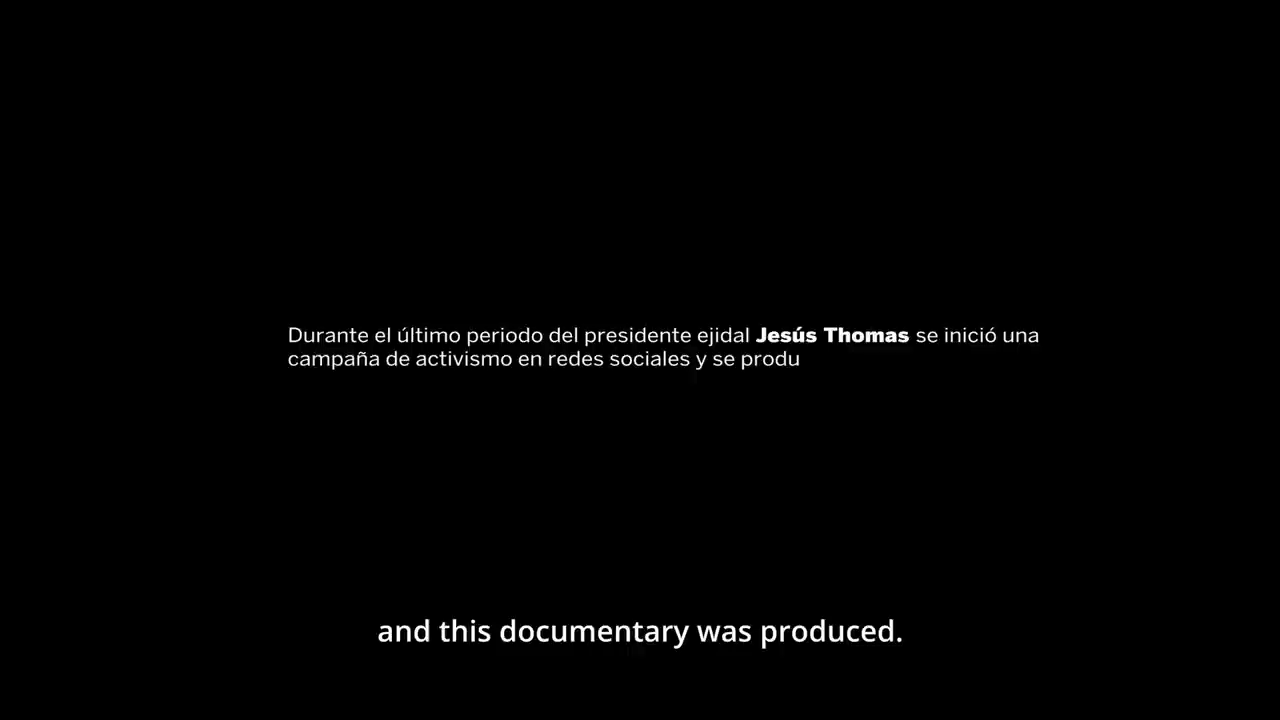 Durante el último periodo del presidente ejidal Jesús Thomas se inició una
campaña de activismo en redes sociales y se produ
and this documentary was produced.